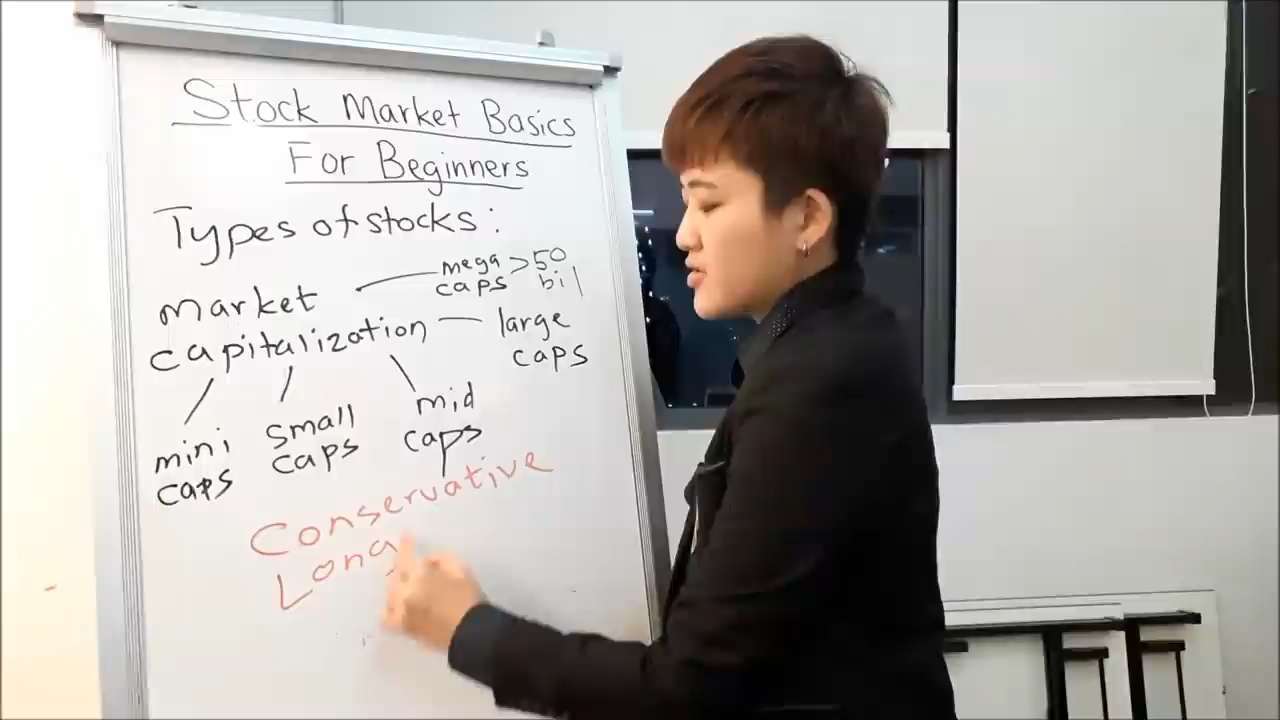 Stock Market Basics
For Beginners
Types of stocks:
mega > 50
caps bil
market
capitalization
large
caps
mini
caps
small
caps
mid
caps
Conservative
Long